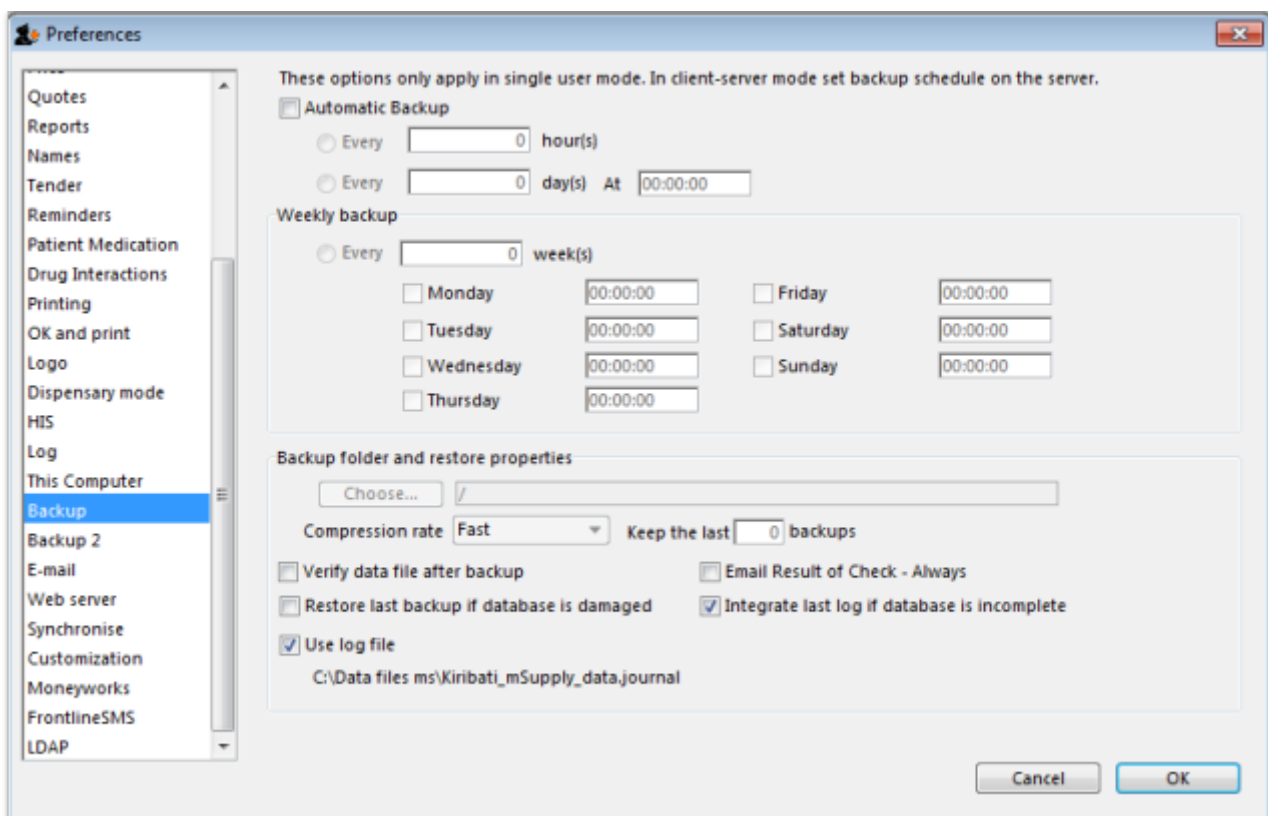 Preferences
Quotes
Reports
Names
Tender
Reminders
Patient Medication
Drug Interactions
Printing
OK and print
Logo
Dispensary mode
HIS
Log
This Computer
Backup
Backup 2
E-mail
Web server
Synchronise
Customization
Moneyworks
FrontlineSMS
LDAP
These options only apply in single user mode. In client-server mode set backup schedule on the server.
Automatic Backup
Every 0 hour(s)
Every 0 day(s) At 00:00:00
Weekly backup
Every 0 week(s)
Monday 00:00:00 Friday 00:00:00
Tuesday 00:00:00 Saturday 00:00:00
Wednesday 00:00:00 Sunday 00:00:00
Thursday 00:00:00
Backup folder and restore properties
Choose... /
Compression rate Fast Keep the last 0 backups
Verify data file after backup Email Result of Check - Always
Restore last backup if database is damaged Integrate last log if database is incomplete
Use log file
C:\Data files ms\Kiribati_mSupply_data.journal
Cancel OK